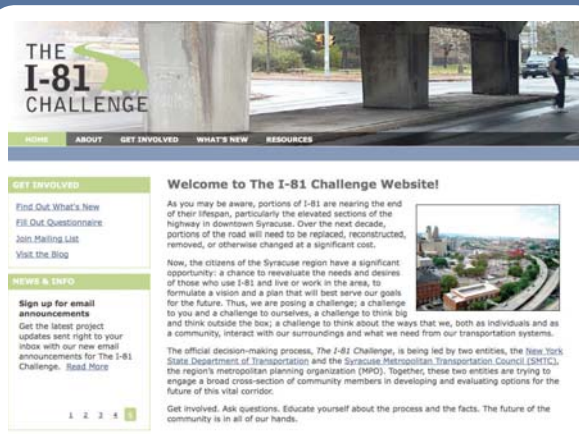 THE
I-81
CHALLENGE
HOME ABOUT GET INVOLVED WHAT'S NEW RESOURCES
GET INVOLVED
Find Out What's New
Fill Out Questionnaire
Join Mailing List
Visit the Blog
NEWS & INFO
Sign up for email
announcements
Get the latest project
updates sent right to your
inbox with our new email
announcements for The I-81
Challenge. Read More
1 2 3 4 5
Welcome to The I-81 Challenge Website!
As you may be aware, portions of I-81 are nearing the end
of their lifespan, particularly the elevated sections of the
highway in downtown Syracuse. Over the next decade,
portions of the road will need to be replaced, reconstructed,
removed, or otherwise changed at a significant cost.
Now, the citizens of the Syracuse region have a significant
opportunity: a chance to reevaluate the needs and desires
of those who use I-81 and live or work in the area, to
formulate a vision and a plan that will best serve our goals
for the future. Thus, we are posing a challenge; a challenge
to you and a challenge to ourselves, a challenge to think big
and think outside the box; a challenge to think about the ways that we, both as individuals and as
a community, interact with our surroundings and what we need from our transportation systems.
The official decision-making process, The I-81 Challenge, is being led by two entities, the New York
State Department of Transportation and the Syracuse Metropolitan Transportation Council (SMTC),
the region's metropolitan planning organization (MPO). Together, these two entities are trying to
engage a broad cross-section of community members in developing and evaluating options for the
future of this vital corridor.
Get involved. Ask questions. Educate yourself about the process and the facts. The future of the
community is in all of our hands.